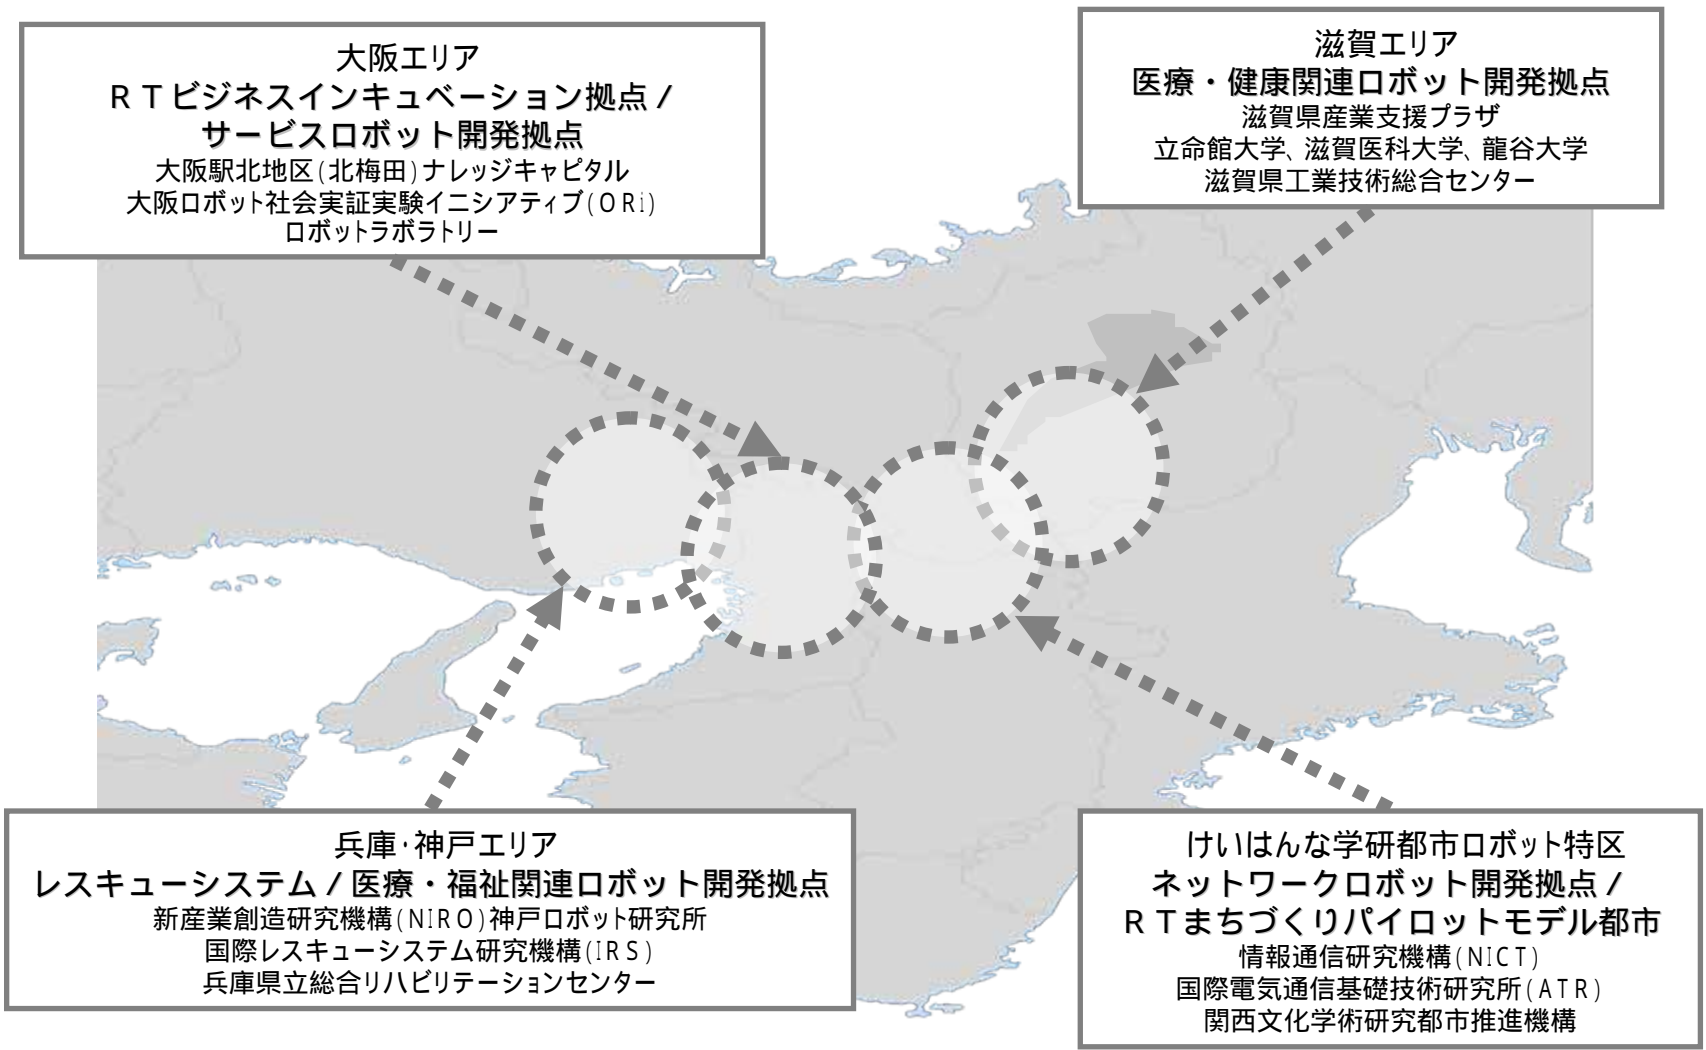 大阪エリア
RTビジネスインキュベーション拠点/
サービスロボット開発拠点
大阪駅北地区(北梅田)ナレッジキャピタル
大阪ロボット社会実証実験イニシアティブ(ORi)
ロボットラボラトリー
滋賀エリア
医療・健康関連ロボット開発拠点
滋賀県産業支援プラザ
立命館大学、滋賀医科大学、龍谷大学
滋賀県工業技術総合センター
兵庫・神戸エリア
レスキューシステム/医療・福祉関連ロボット開発拠点
新産業創造研究機構(NIRO)神戸ロボット研究所
国際レスキューシステム研究機構(IRS)
兵庫県立総合リハビリテーションセンター
けいはんな学研都市ロボット特区
ネットワークロボット開発拠点/
RTまちづくりパイロットモデル都市
情報通信研究機構(NICT)
国際電気通信基礎技術研究所(ATR)
関西文化学術研究都市推進機構